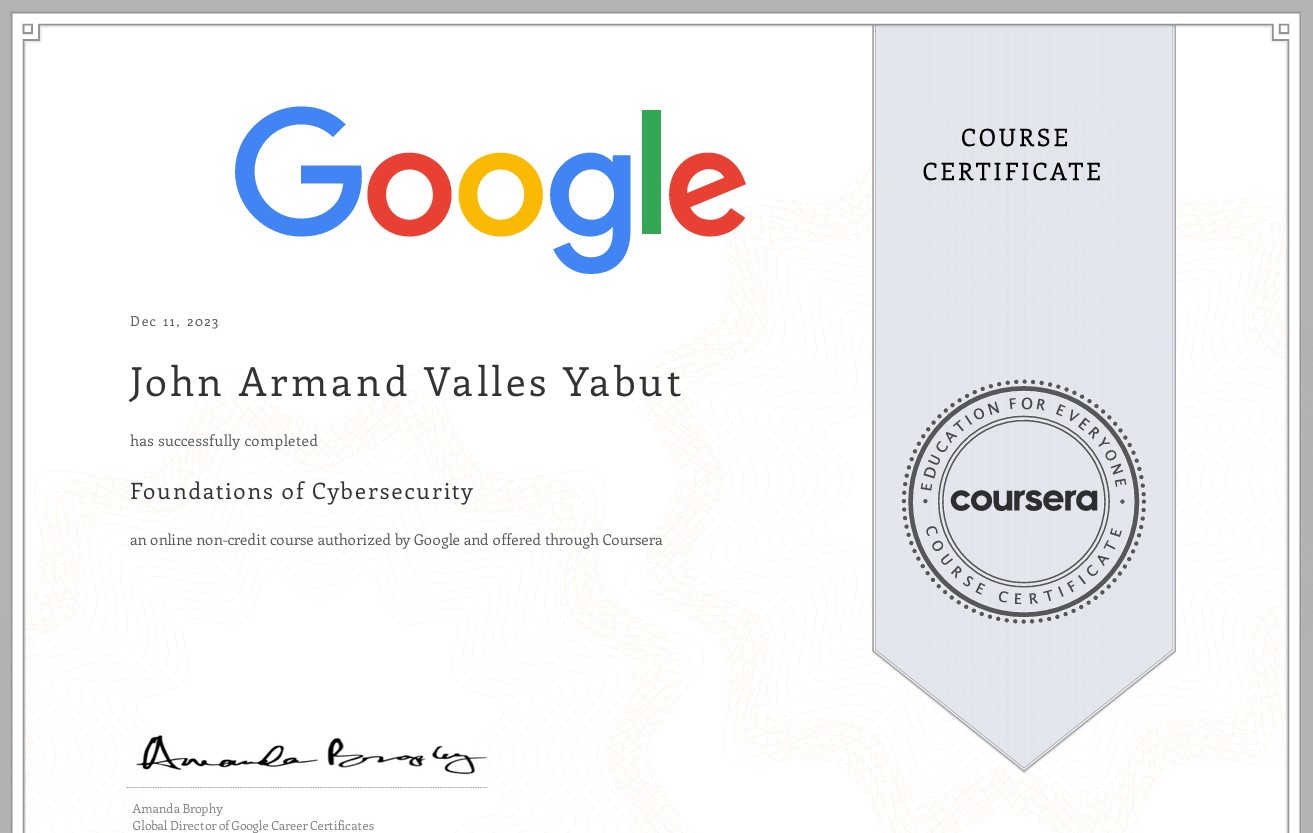 Google
COURSE
CERTIFICATE
Dec 11, 2023
John Armand Valles Yabut
has successfully completed
Foundations of Cybersecurity
an online non-credit course authorized by Google and offered through Coursera
EDUCATION FOR EVERYONE
coursera
COURSE CERTIFICATE
Amanda Brophy
Amanda Brophy
Global Director of Google Career Certificates